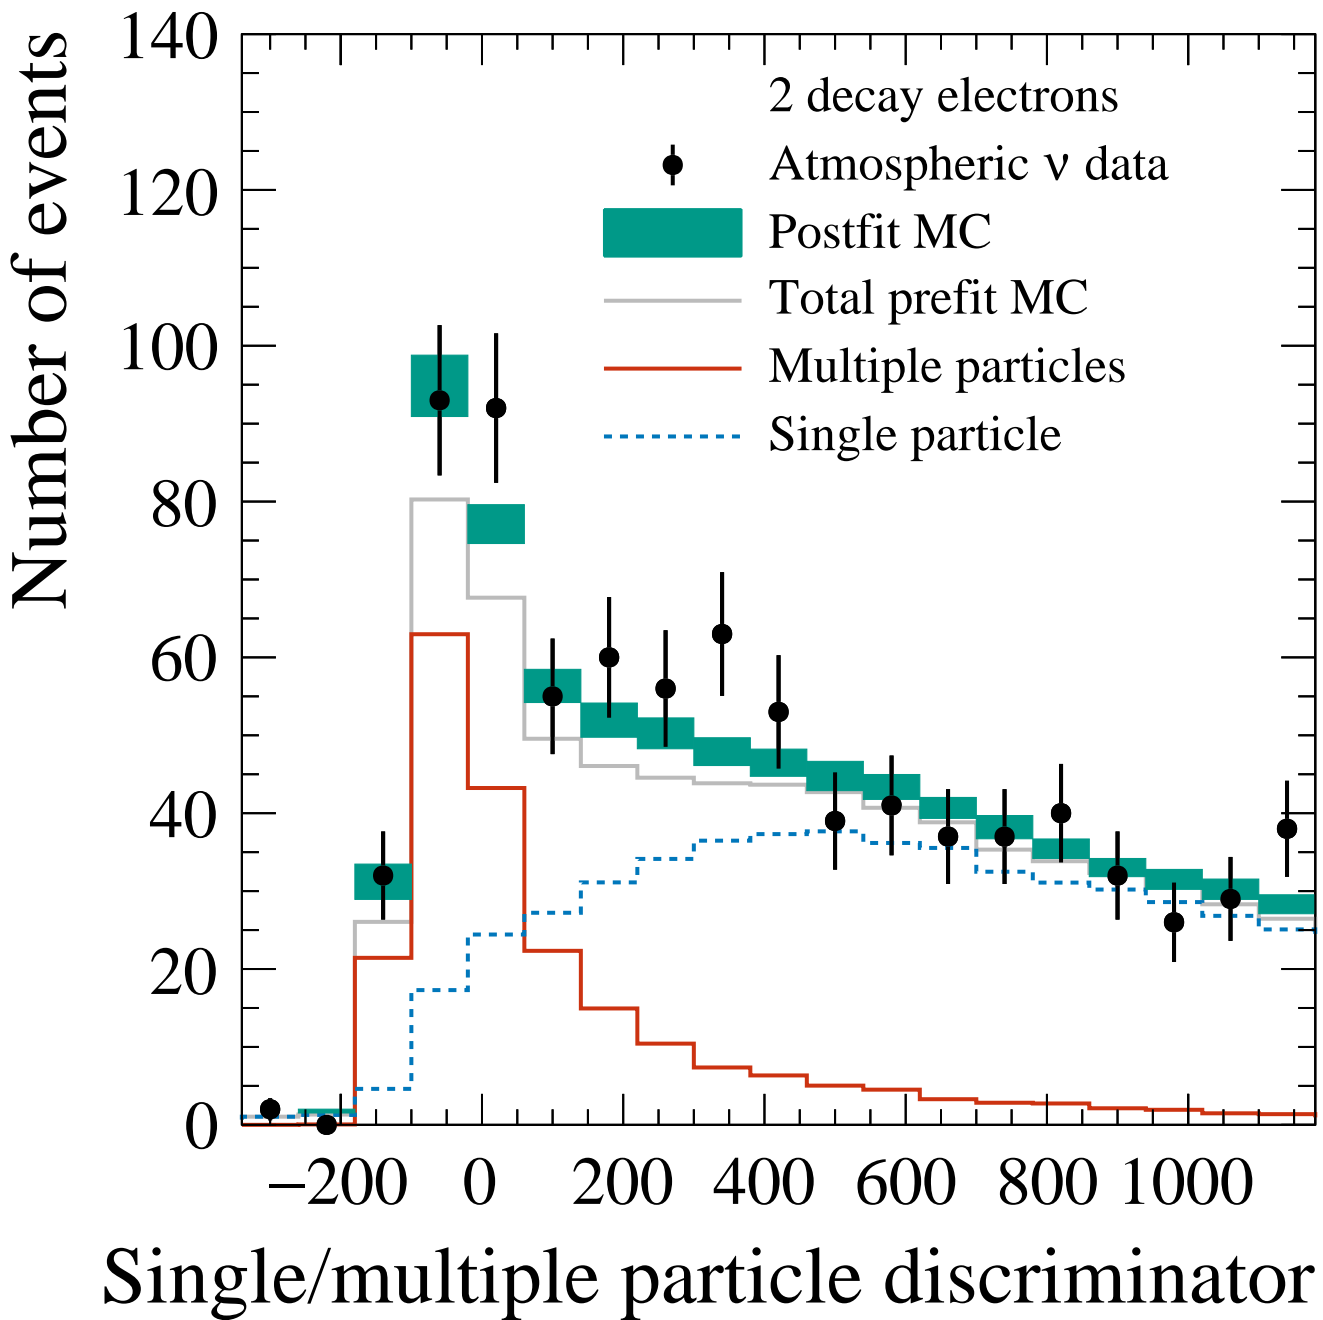 Number of events
140
120
100
80
60
40
20
0
2 decay electrons
Atmospheric ν data
Postfit MC
Total prefit MC
Multiple particles
Single particle
−200 0 200 400 600 800 1000
Single/multiple particle discriminator